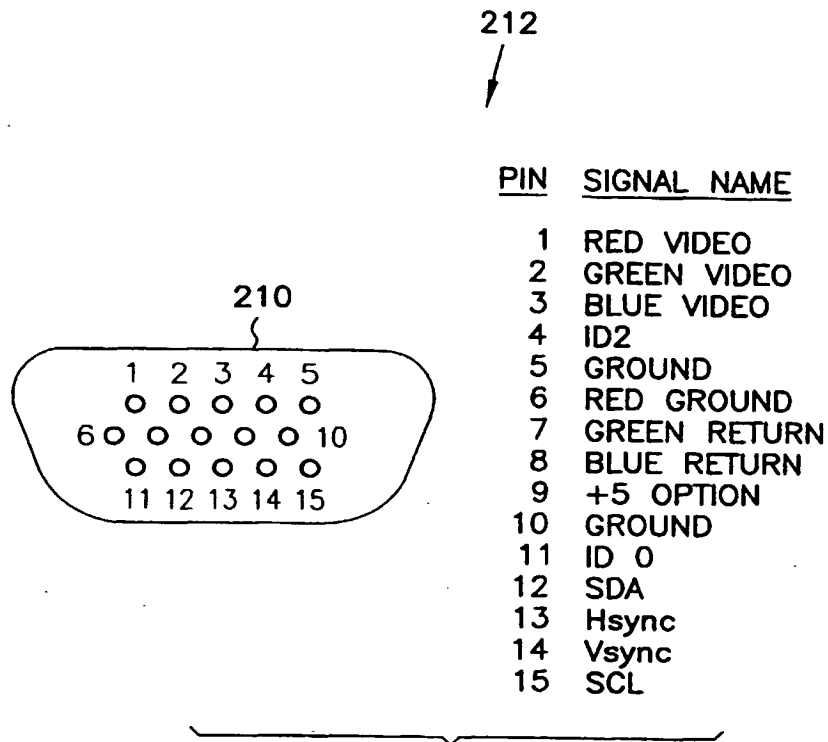 212
PIN SIGNAL NAME
1 RED VIDEO
2 GREEN VIDEO
3 BLUE VIDEO
4 ID2
5 GROUND
6 RED GROUND
7 GREEN RETURN
8 BLUE RETURN
9 +5 OPTION
10 GROUND
11 ID 0
12 SDA
13 Hsync
14 Vsync
15 SCL
210
1 2 3 4 5
6 10
11 12 13 14 15